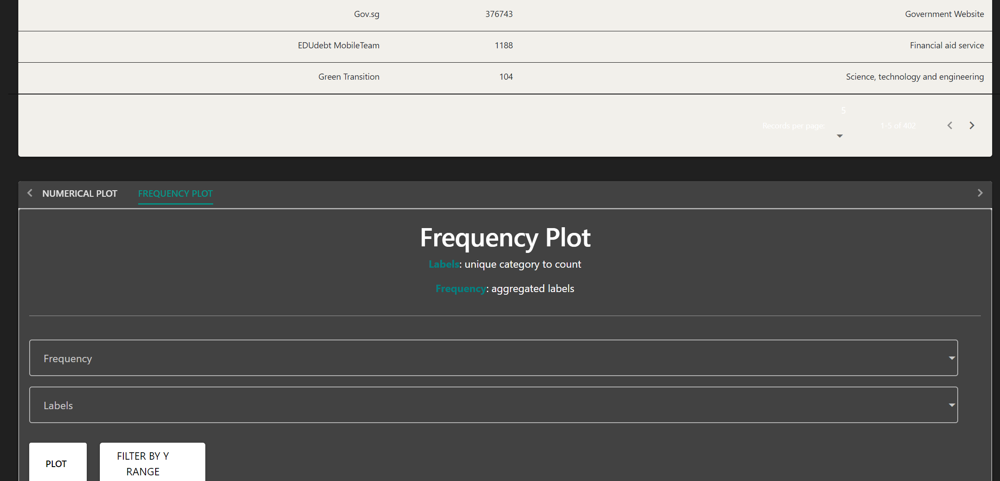 Gov.sg 376743 Government Website
EDUdebt MobileTeam 1188 Financial aid service
Green Transition 104 Science, technology and engineering
5
Records per page: 1-5 of 402
NUMERICAL PLOT FREQUENCY PLOT
Frequency Plot
Labels: unique category to count
Frequency: aggregated labels
Frequency
Labels
PLOT
FILTER BY Y
RANGE